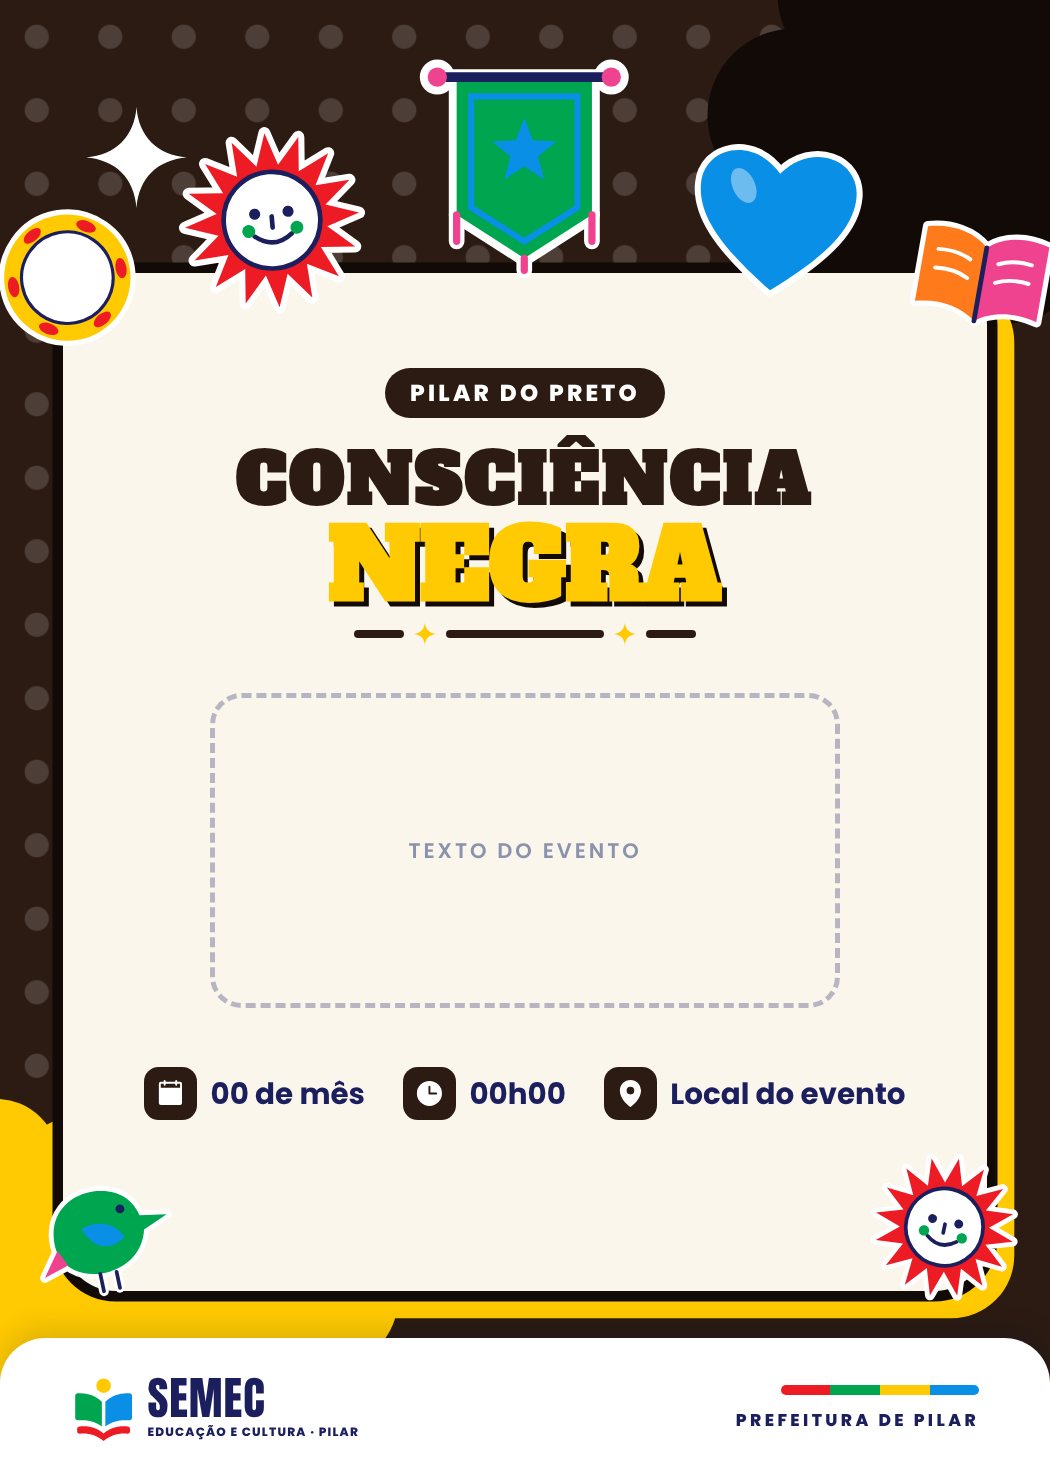 PILAR DO PRETO
CONSCIÊNCIA
NEGRA
TEXTO DO EVENTO
00 de mês 00h00 Local do evento
SEMEC
EDUCAÇÃO E CULTURA · PILAR
PREFEITURA DE PILAR